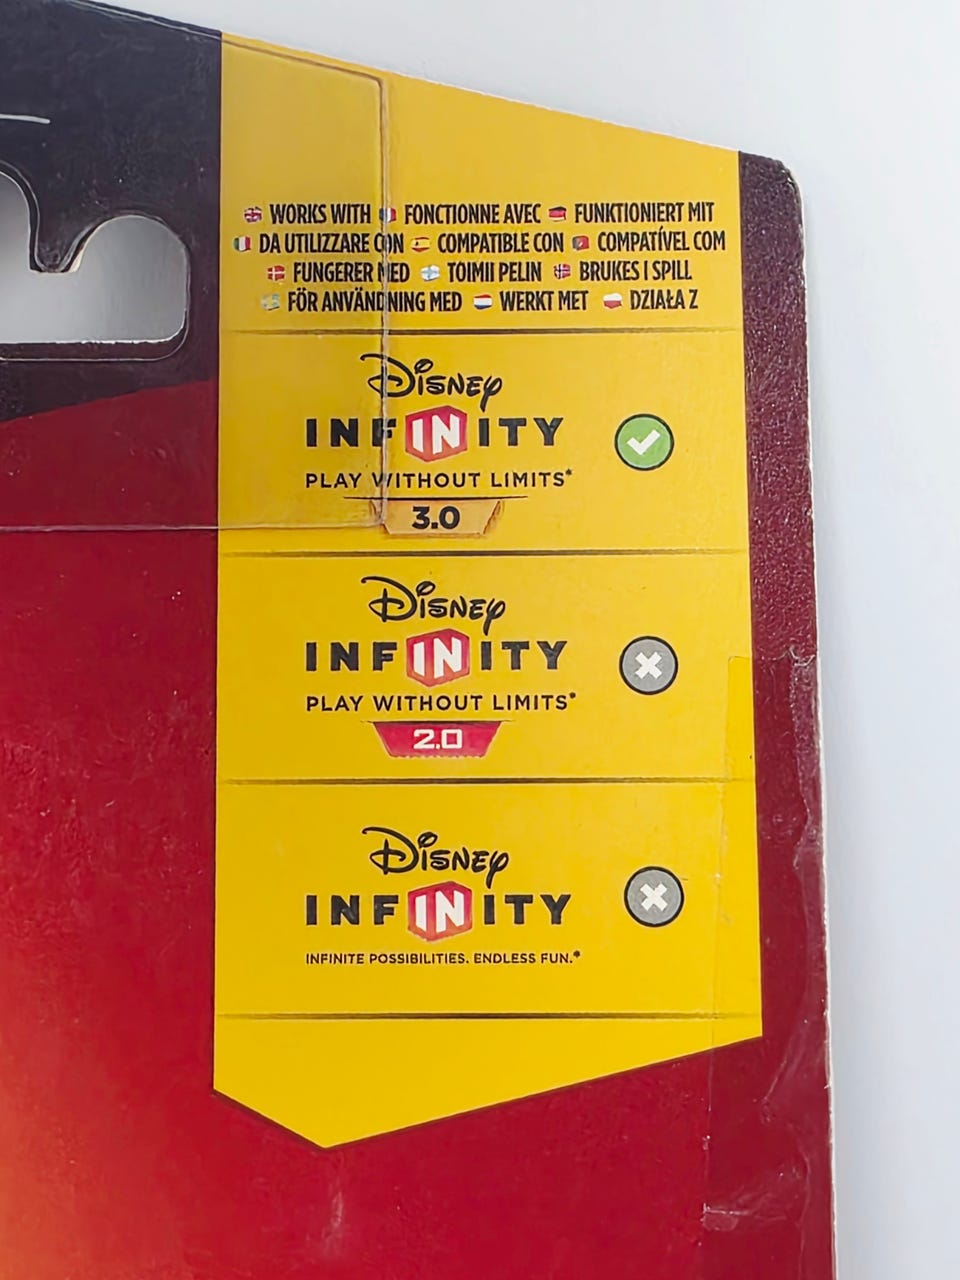 WORKS WITH FONCTIONNE AVEC FUNKTIONIERT MIT
DA UTILIZZARE CON COMPATIBLE CON COMPATÍVEL COM
FUNGERER MED TOIMII PELIN BRUKES I SPILL
FÖR ANVÄNDNING MED WERKT MET DZIAŁA Z
DISNEY
INFINITY
PLAY WITHOUT LIMITS*
3.0
DISNEY
INFINITY
PLAY WITHOUT LIMITS*
2.0
DISNEY
INFINITY
INFINITE POSSIBILITIES. ENDLESS FUN.*